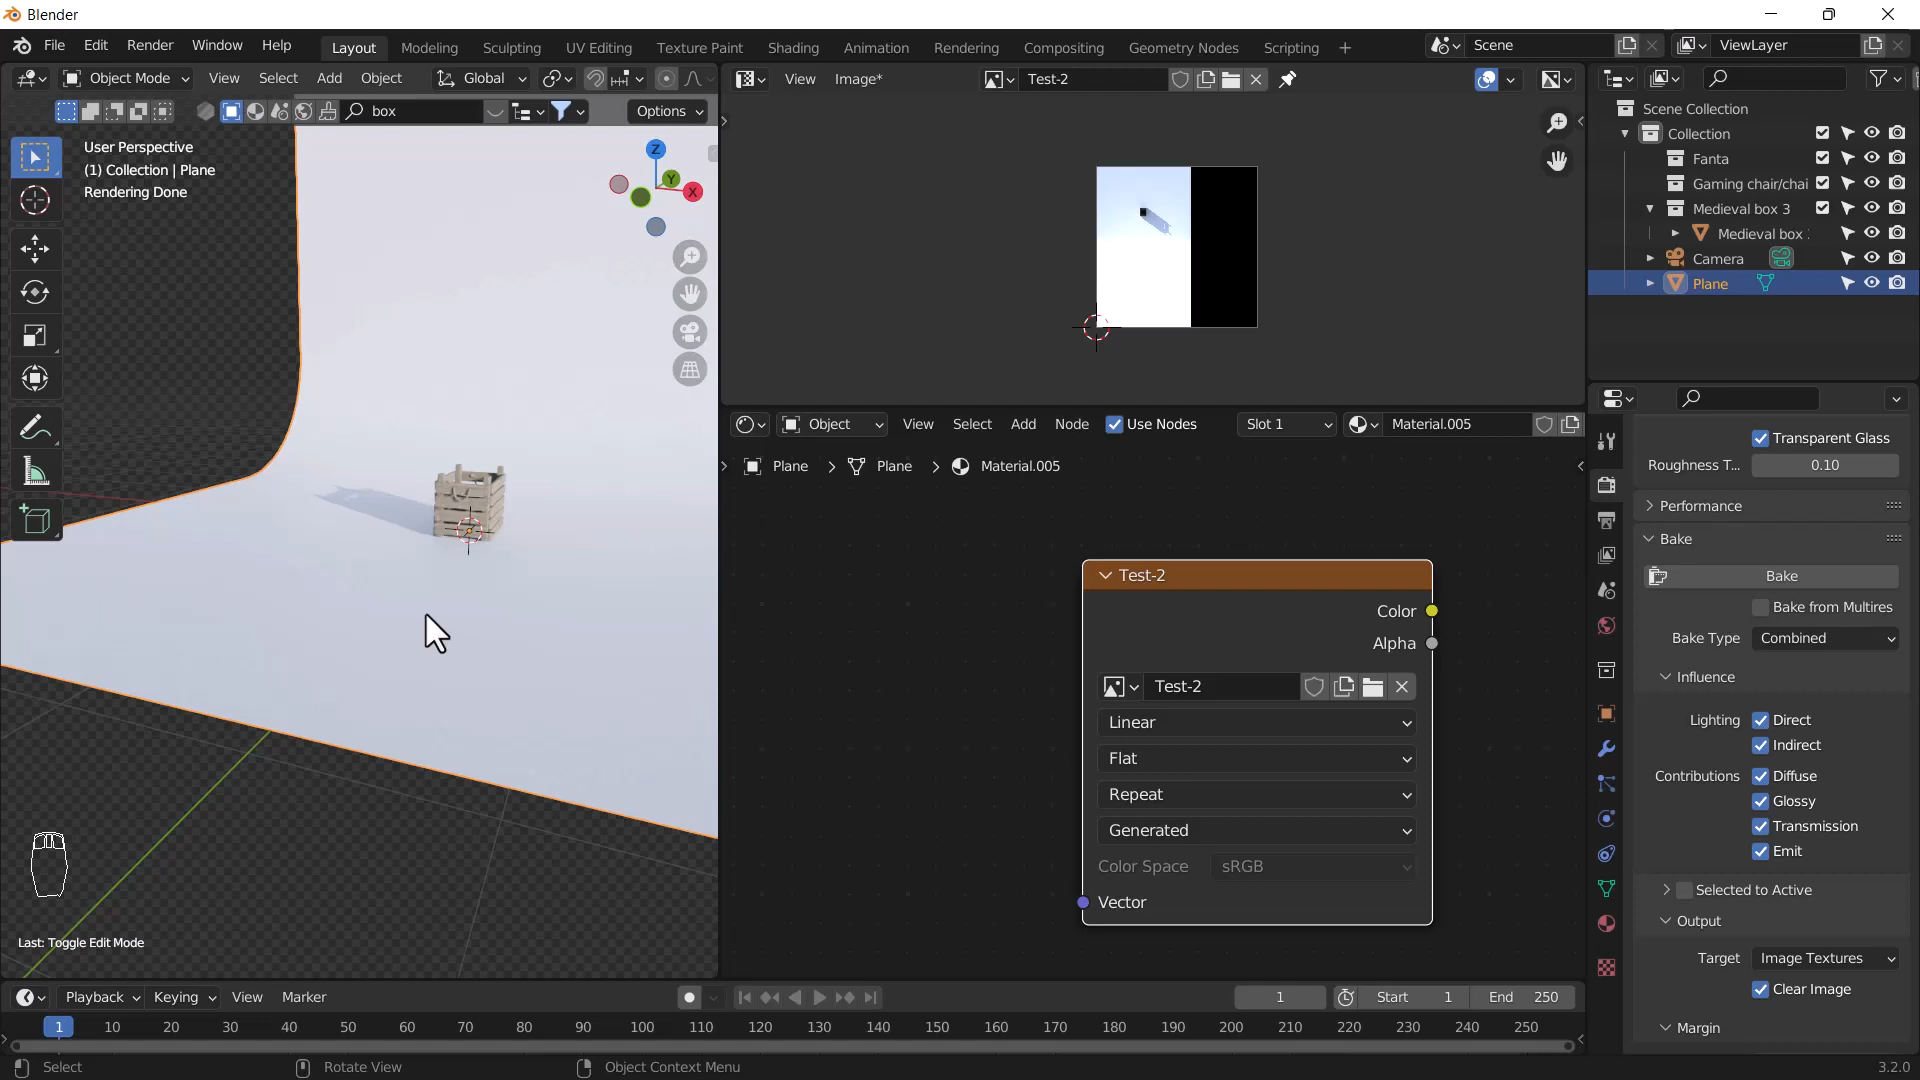 Blender
File Edit Render Window Help
Layout Modeling Sculpting UV Editing Texture Paint Shading Animation Rendering Compositing Geometry Nodes Scripting +
Scene
ViewLayer
Object Mode View Select Add Object Global
box
Options
User Perspective
(1) Collection | Plane
Rendering Done
Z
Y
X
Last: Toggle Edit Mode
View Image* Test-2
Object View Select Add Node Use Nodes Slot 1 Material.005
Plane Plane Material.005
Test-2
Color
Alpha
Test-2
Linear
Flat
Repeat
Generated
Color Space sRGB
Vector
Scene Collection
Collection
Fanta
Gaming chair/chai
Medieval box 3
Medieval box
Camera
Plane
Transparent Glass
Roughness T... 0.10
Performance
Bake
Bake
Bake from Multires
Bake Type Combined
Influence
Lighting Direct
Indirect
Contributions Diffuse
Glossy
Transmission
Emit
Selected to Active
Output
Target Image Textures
Clear Image
Margin
Playback Keying View Marker
1 Start 1 End 250
1 10 20 30 40 50 60 70 80 90 100 110 120 130 140 150 160 170 180 190 200 210 220 230 240 250
Select Rotate View Object Context Menu 3.2.0